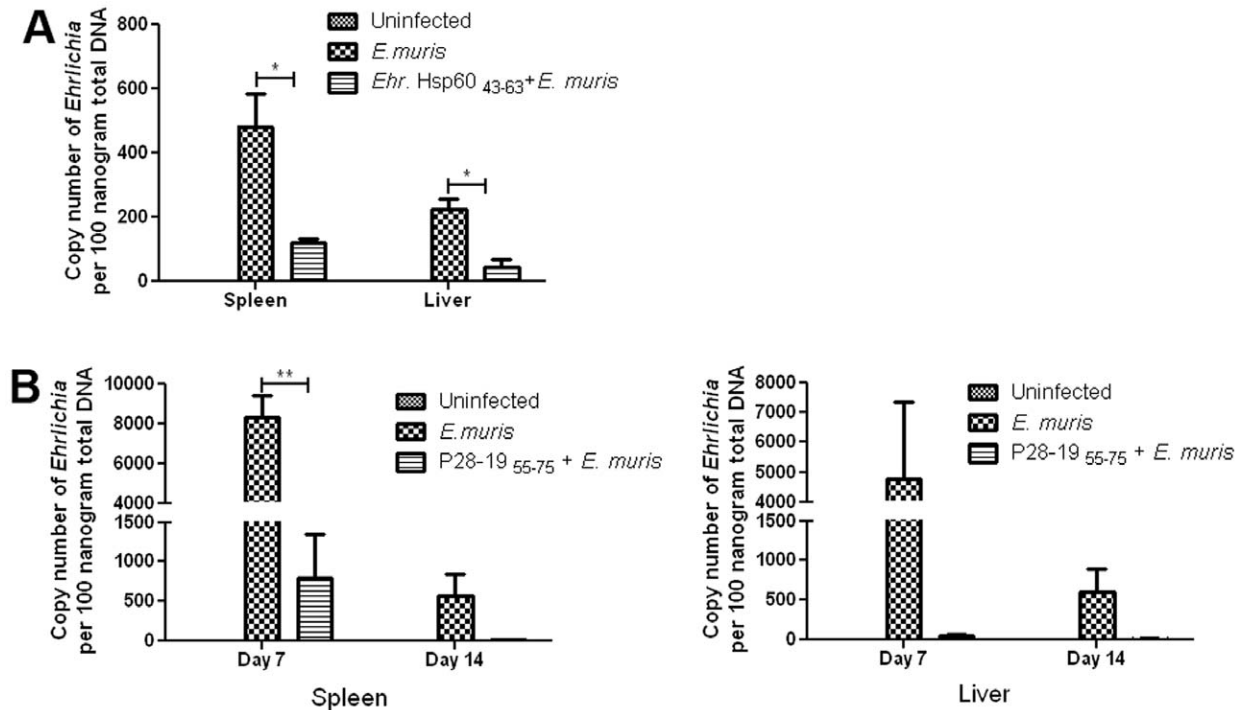 A
Copy number of Ehrlichia
per 100 nanogram total DNA
800
600
400
200
0
*
*
Uninfected
E.muris
Ehr. Hsp60 43-63+ E. muris
Spleen
Liver
B
Copy number of Ehrlichia
per 100 nanogram total DNA
10000
8000
6000
4000
1500
1000
500
0
**
Uninfected
E.muris
P28-19 55-75 + E. muris
Day 7
Day 14
Spleen
Copy number of Ehrlichia
per 100 nanogram total DNA
8000
7000
6000
5000
4000
1500
1000
500
0
Uninfected
E. muris
P28-19 55-75 + E. muris
Day 7
Day 14
Liver